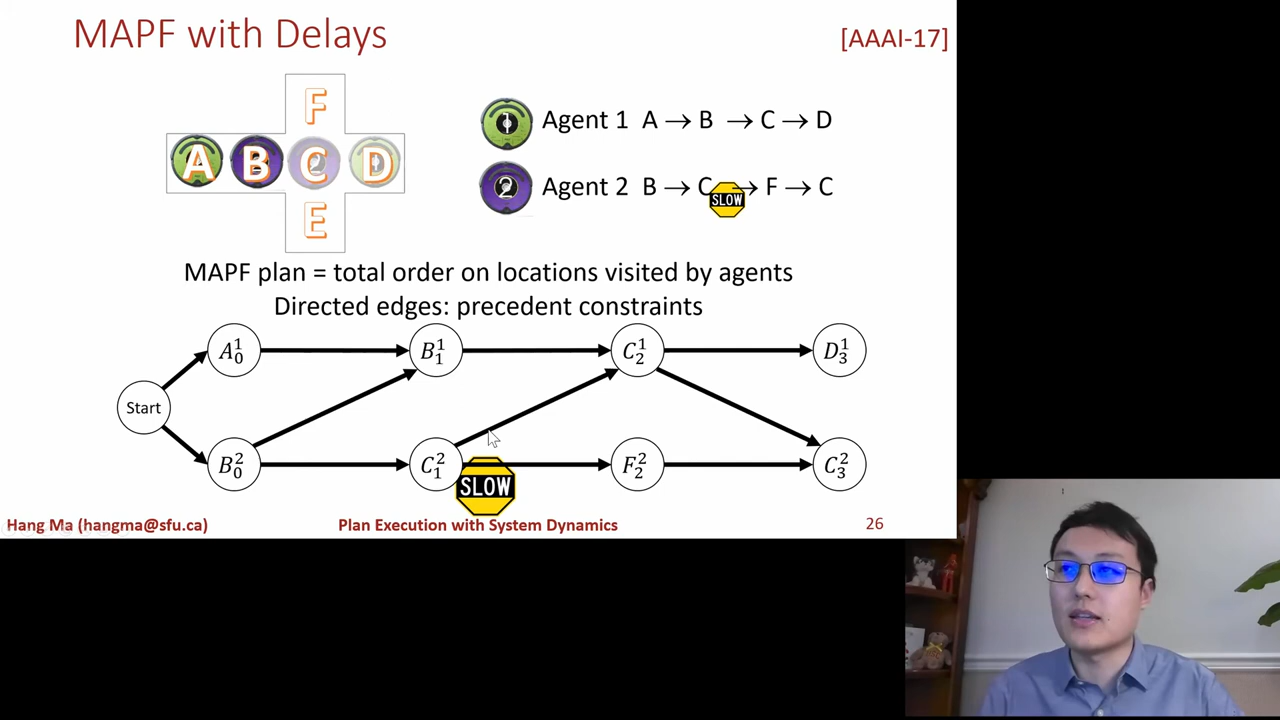 MAPF with Delays
[AAAI-17]
F
A B C D
E
1 Agent 1 A → B → C → D
2 Agent 2 B → C → F → C
SLOW
MAPF plan = total order on locations visited by agents
Directed edges: precedent constraints
A₀¹ B₁¹ C₂¹ D₃¹
Start
B₀² C₁² F₂² C₃²
SLOW
Hang Ma (hangma@sfu.ca) Plan Execution with System Dynamics 26